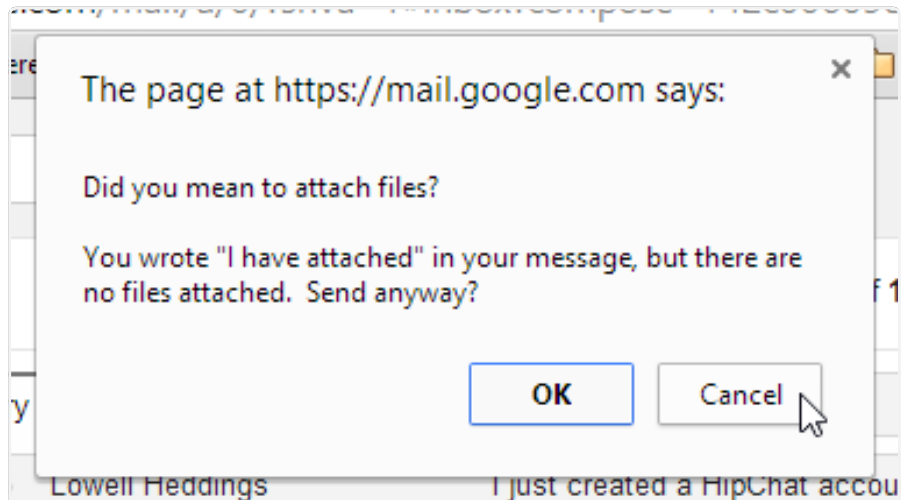 The page at https://mail.google.com says:
Did you mean to attach files?
You wrote "I have attached" in your message, but there are
no files attached.  Send anyway?
f 1
OK
Cancel
Lowell Heddings
I just created a HipChat accou